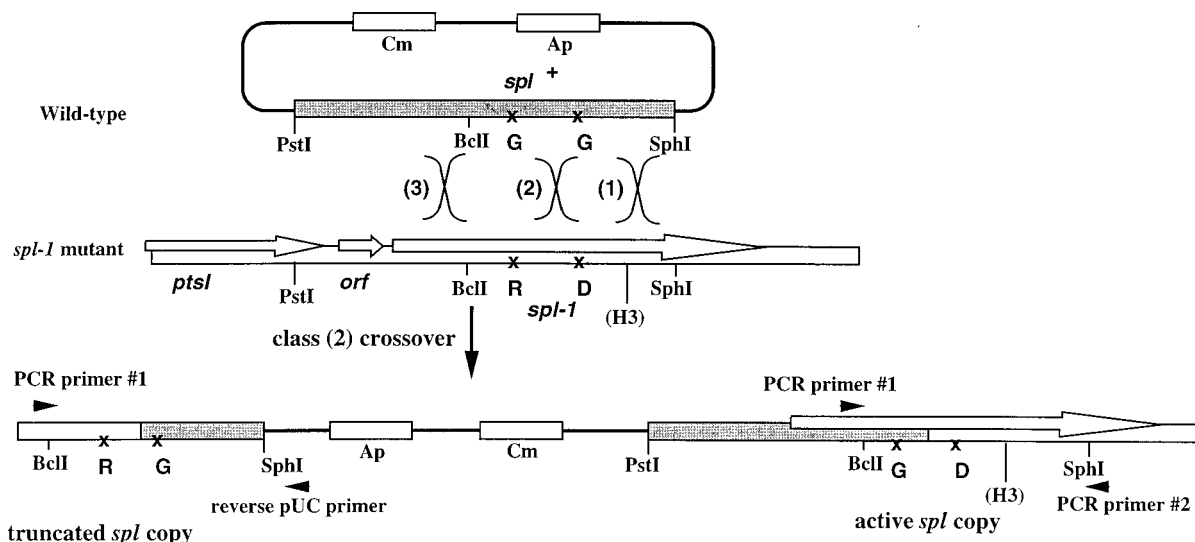 Cm
Ap
spl +
Wild-type
x x
PstI BclI G G SphI
(3) (2) (1)
spl-1 mutant
x x
ptsI PstI orf BclI R D SphI
spl-1 (H3)
class (2) crossover
PCR primer #1 PCR primer #1
x x x x
BclI R G SphI Ap Cm PstI BclI G D SphI
(H3)
reverse pUC primer PCR primer #2
truncated spl copy active spl copy